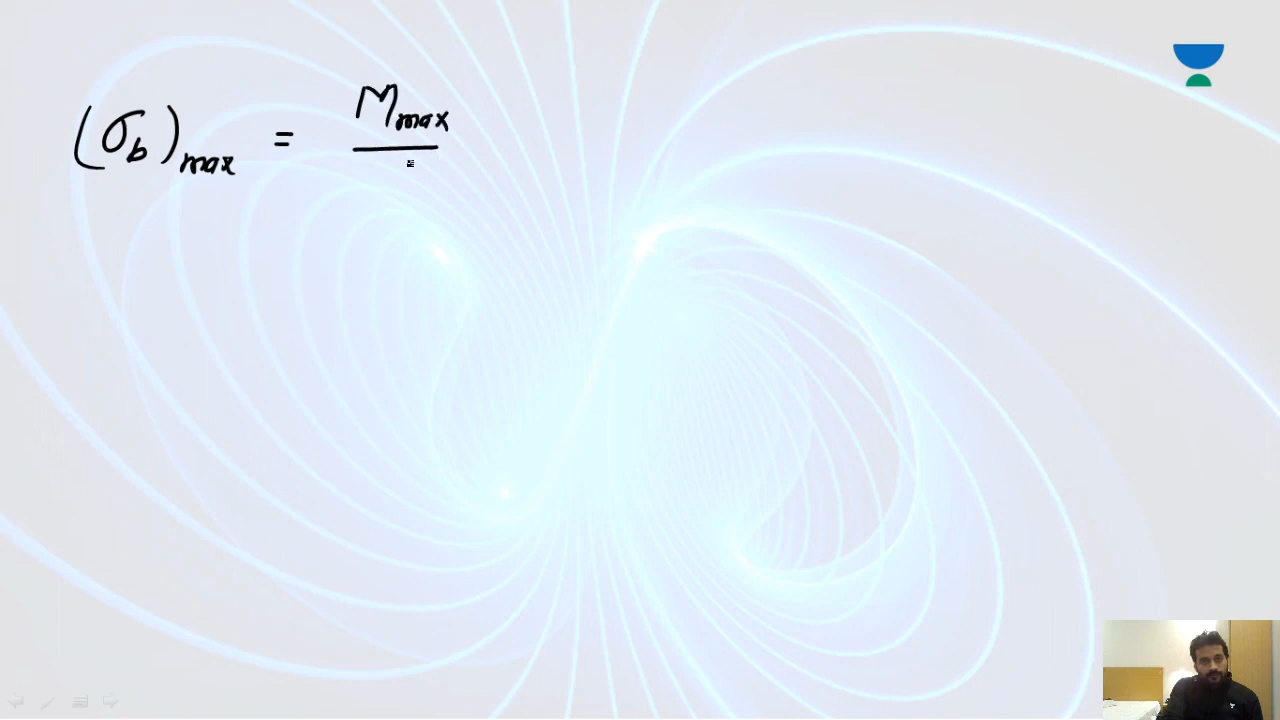 (σb)max = Mmax /